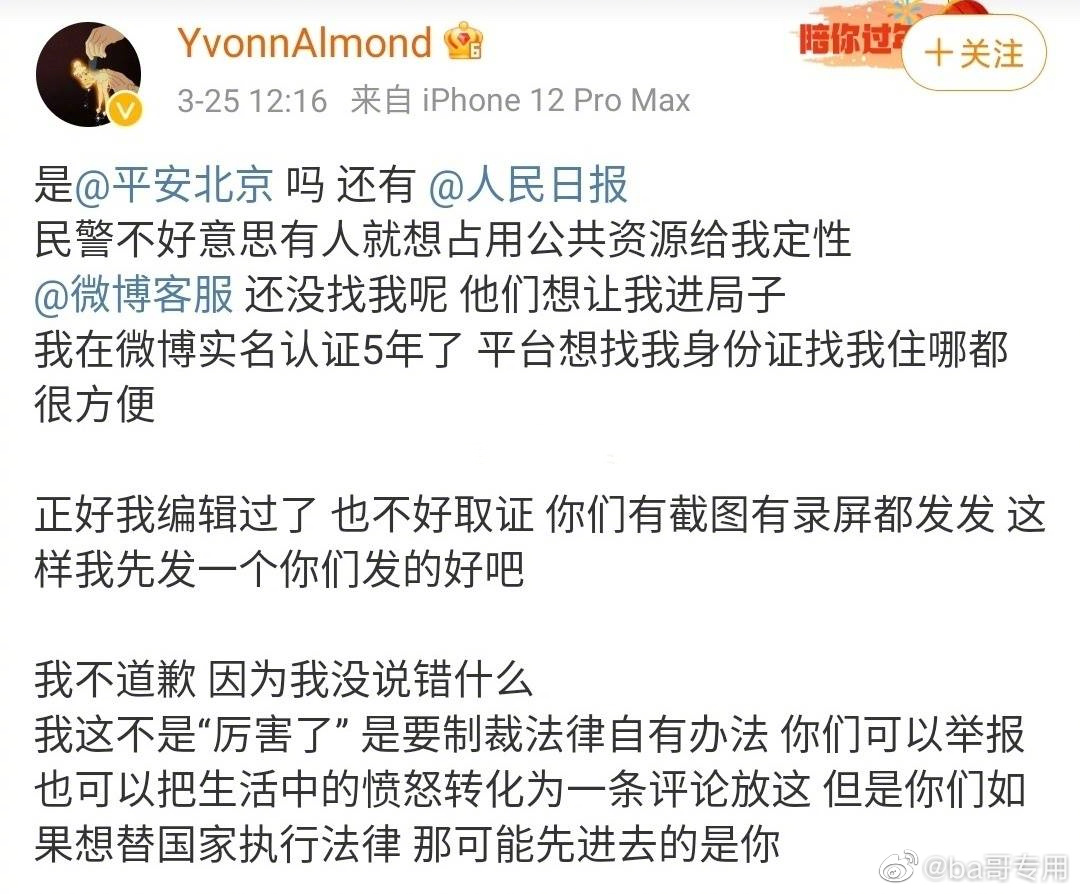 YvonnAlmond
陪你过年
+关注
3-25 12:16 来自 iPhone 12 Pro Max
是@平安北京 吗 还有 @人民日报
民警不好意思有人就想占用公共资源给我定性
@微博客服 还没找我呢 他们想让我进局子
我在微博实名认证5年了 平台想找我身份证找我住哪都
很方便
正好我编辑过了 也不好取证 你们有截图有录屏都发发 这
样我先发一个你们发的好吧
我不道歉 因为我没说错什么
我这不是“厉害了” 是要制裁法律自有办法 你们可以举报
也可以把生活中的愤怒转化为一条评论放这 但是你们如
果想替国家执行法律 那可能先进去的是你
@ba哥专用